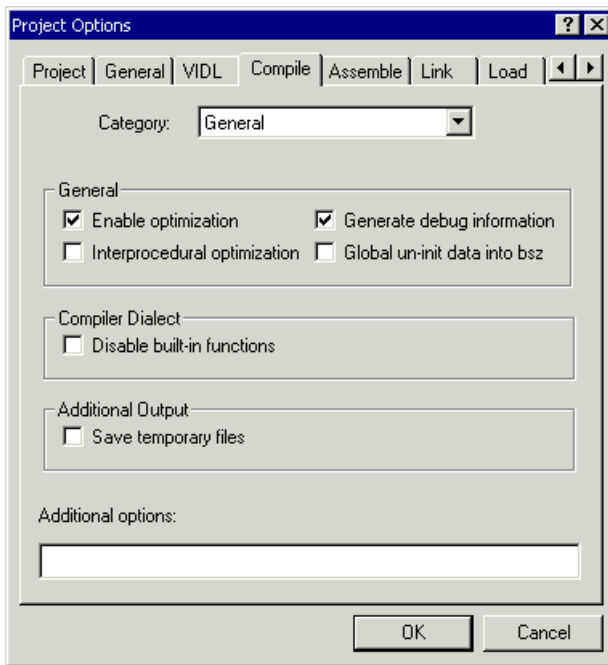 Project Options
Project General VIDL Compile Assemble Link Load
Category: General
General
Enable optimization Generate debug information
Interprocedural optimization Global un-init data into bsz
Compiler Dialect
Disable built-in functions
Additional Output
Save temporary files
Additional options:
OK Cancel